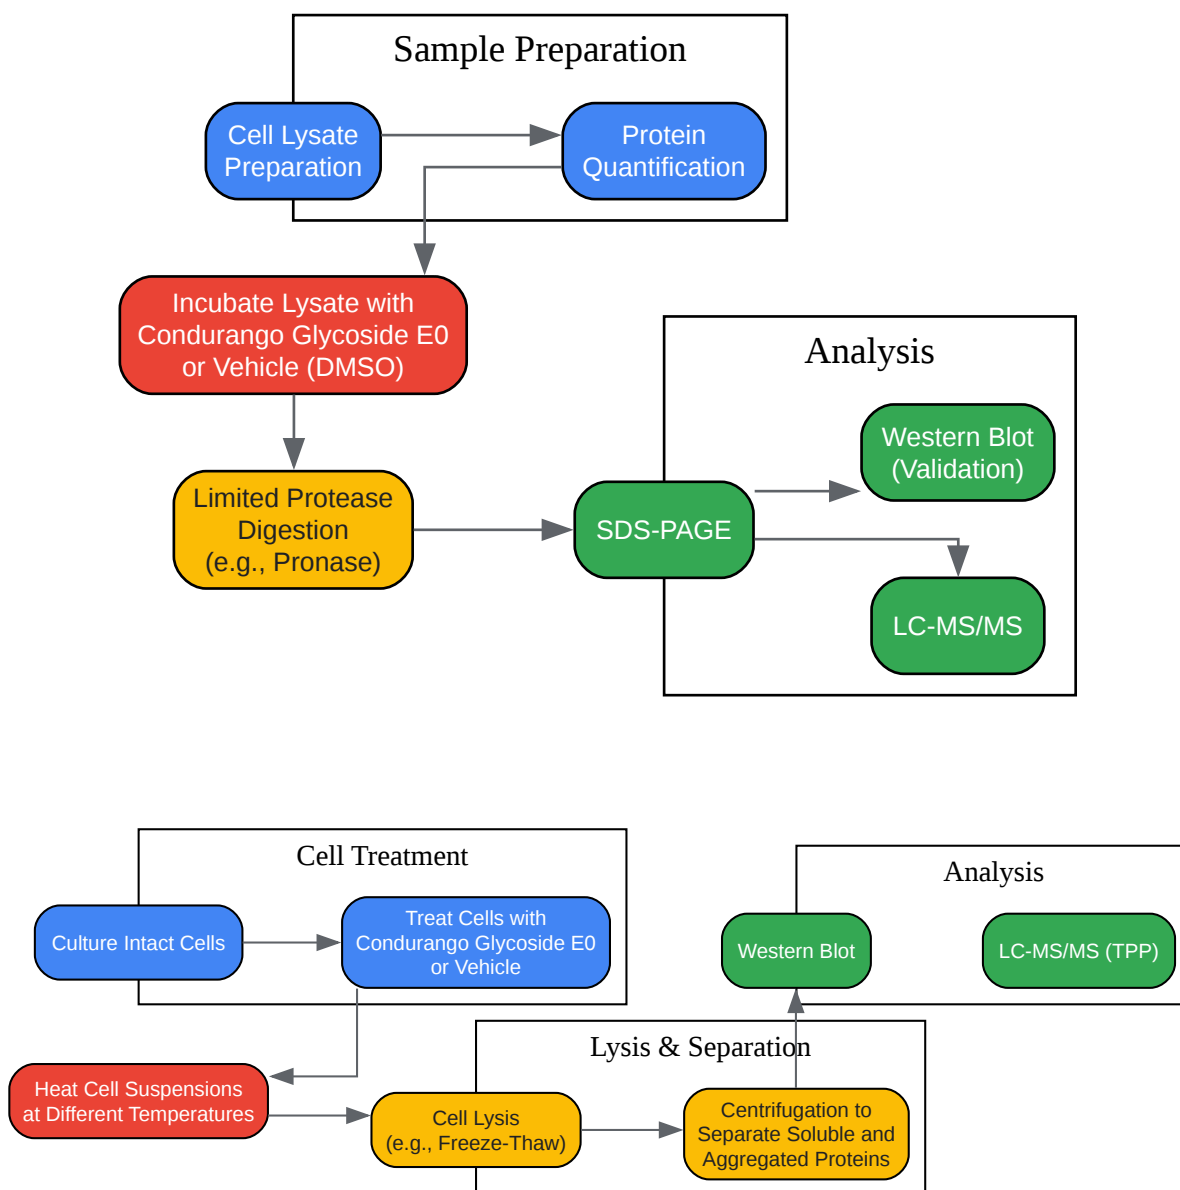 Sample Preparation
Cell Lysate
Preparation
Protein
Quantification
Incubate Lysate with
Condurango Glycoside E0
or Vehicle (DMSO)
Limited Protease
Digestion
(e.g., Pronase)
Analysis
SDS-PAGE
Western Blot
(Validation)
LC-MS/MS
Cell Treatment
Culture Intact Cells
Treat Cells with
Condurango Glycoside E0
or Vehicle
Heat Cell Suspensions
at Different Temperatures
Lysis & Separation
Cell Lysis
(e.g., Freeze-Thaw)
Centrifugation to
Separate Soluble and
Aggregated Proteins
Analysis
Western Blot
LC-MS/MS (TPP)